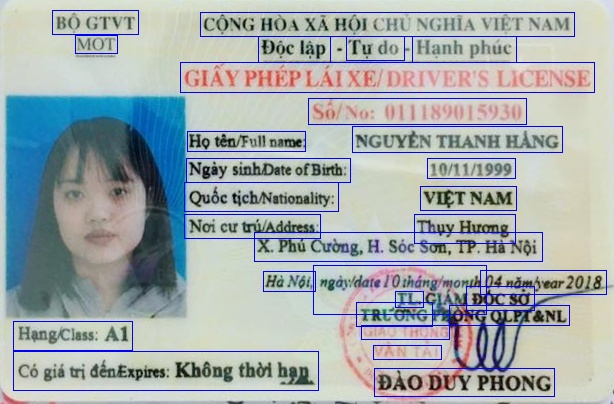 BỘ GTVT
MOT
CỘNG HÒA XÃ HỘI CHỦ NGHĨA VIỆT NAM
Độc lập - Tự do - Hạnh phúc
GIẤY PHÉP LÁI XE/ DRIVER'S LICENSE
Số/No: 011189015930
Họ tên/Full name: NGUYỄN THANH HẰNG
Ngày sinh/Date of Birth: 10/11/1999
Quốc tịch/Nationality: VIỆT NAM
Nơi cư trú/Address: Thụy Hương
X. Phú Cường, H. Sóc Sơn, TP. Hà Nội
Hà Nội, ngày/date 10 tháng/month 04 năm/year 2018
TL. GIÁM ĐỐC SỞ
TRƯỞNG PHÒNG QLPT&NL
GIAO THÔNG
VẬN TẢI
Hạng/Class: A1
Có giá trị đến/Expires: Không thời hạn
ĐÀO DUY PHONG